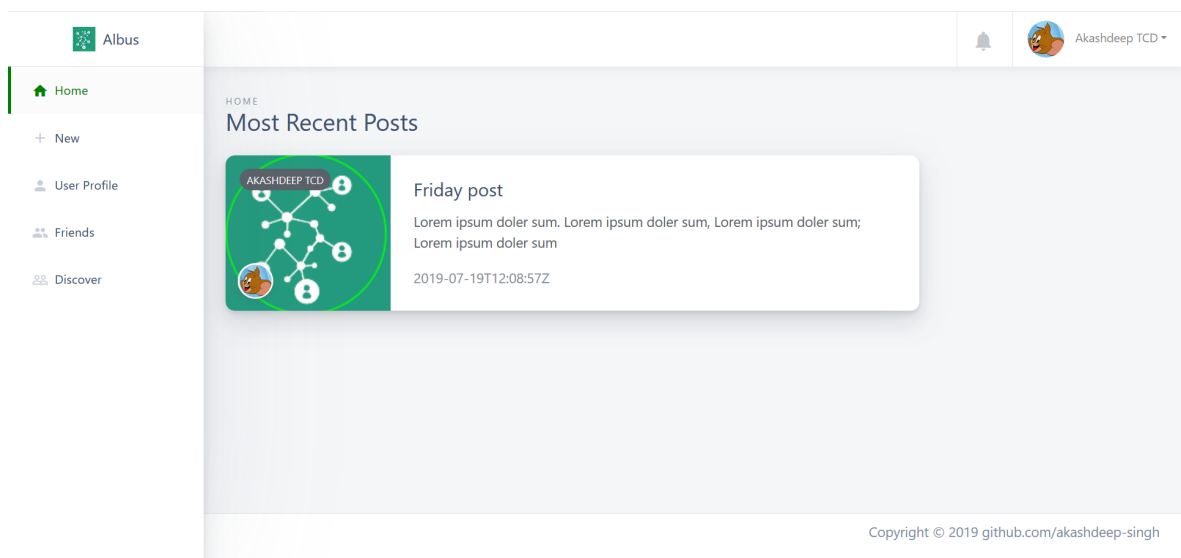 Albus
Akashdeep TCD
Home
New
User Profile
Friends
Discover
HOME
Most Recent Posts
AKASHDEEP TCD
Friday post
Lorem ipsum doler sum. Lorem ipsum doler sum, Lorem ipsum doler sum;
Lorem ipsum doler sum
2019-07-19T12:08:57Z
Copyright © 2019 github.com/akashdeep-singh